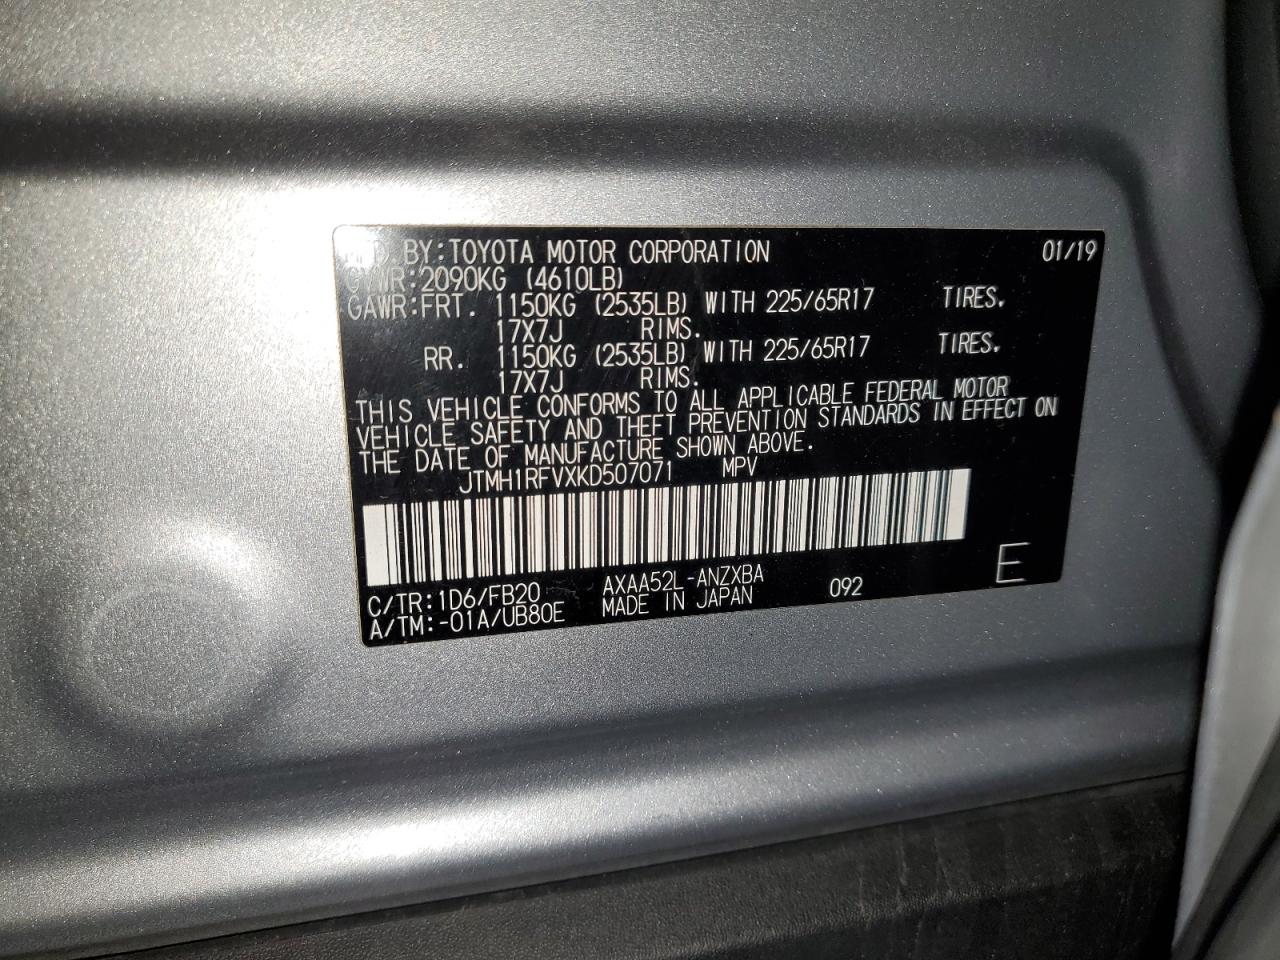 MFD. BY:TOYOTA MOTOR CORPORATION 01/19
GVWR:2090KG (4610LB)
GAWR:FRT. 1150KG (2535LB) WITH 225/65R17 TIRES.
17X7J RIMS.
RR. 1150KG (2535LB) WITH 225/65R17 TIRES.
17X7J RIMS.
THIS VEHICLE CONFORMS TO ALL APPLICABLE FEDERAL MOTOR
VEHICLE SAFETY AND THEFT PREVENTION STANDARDS IN EFFECT ON
THE DATE OF MANUFACTURE SHOWN ABOVE.
JTMH1RFVXKD507071 MPV
C/TR:1D6/FB20 AXAA52L-ANZXBA 092 E
A/TM:-01A/UB80E MADE IN JAPAN